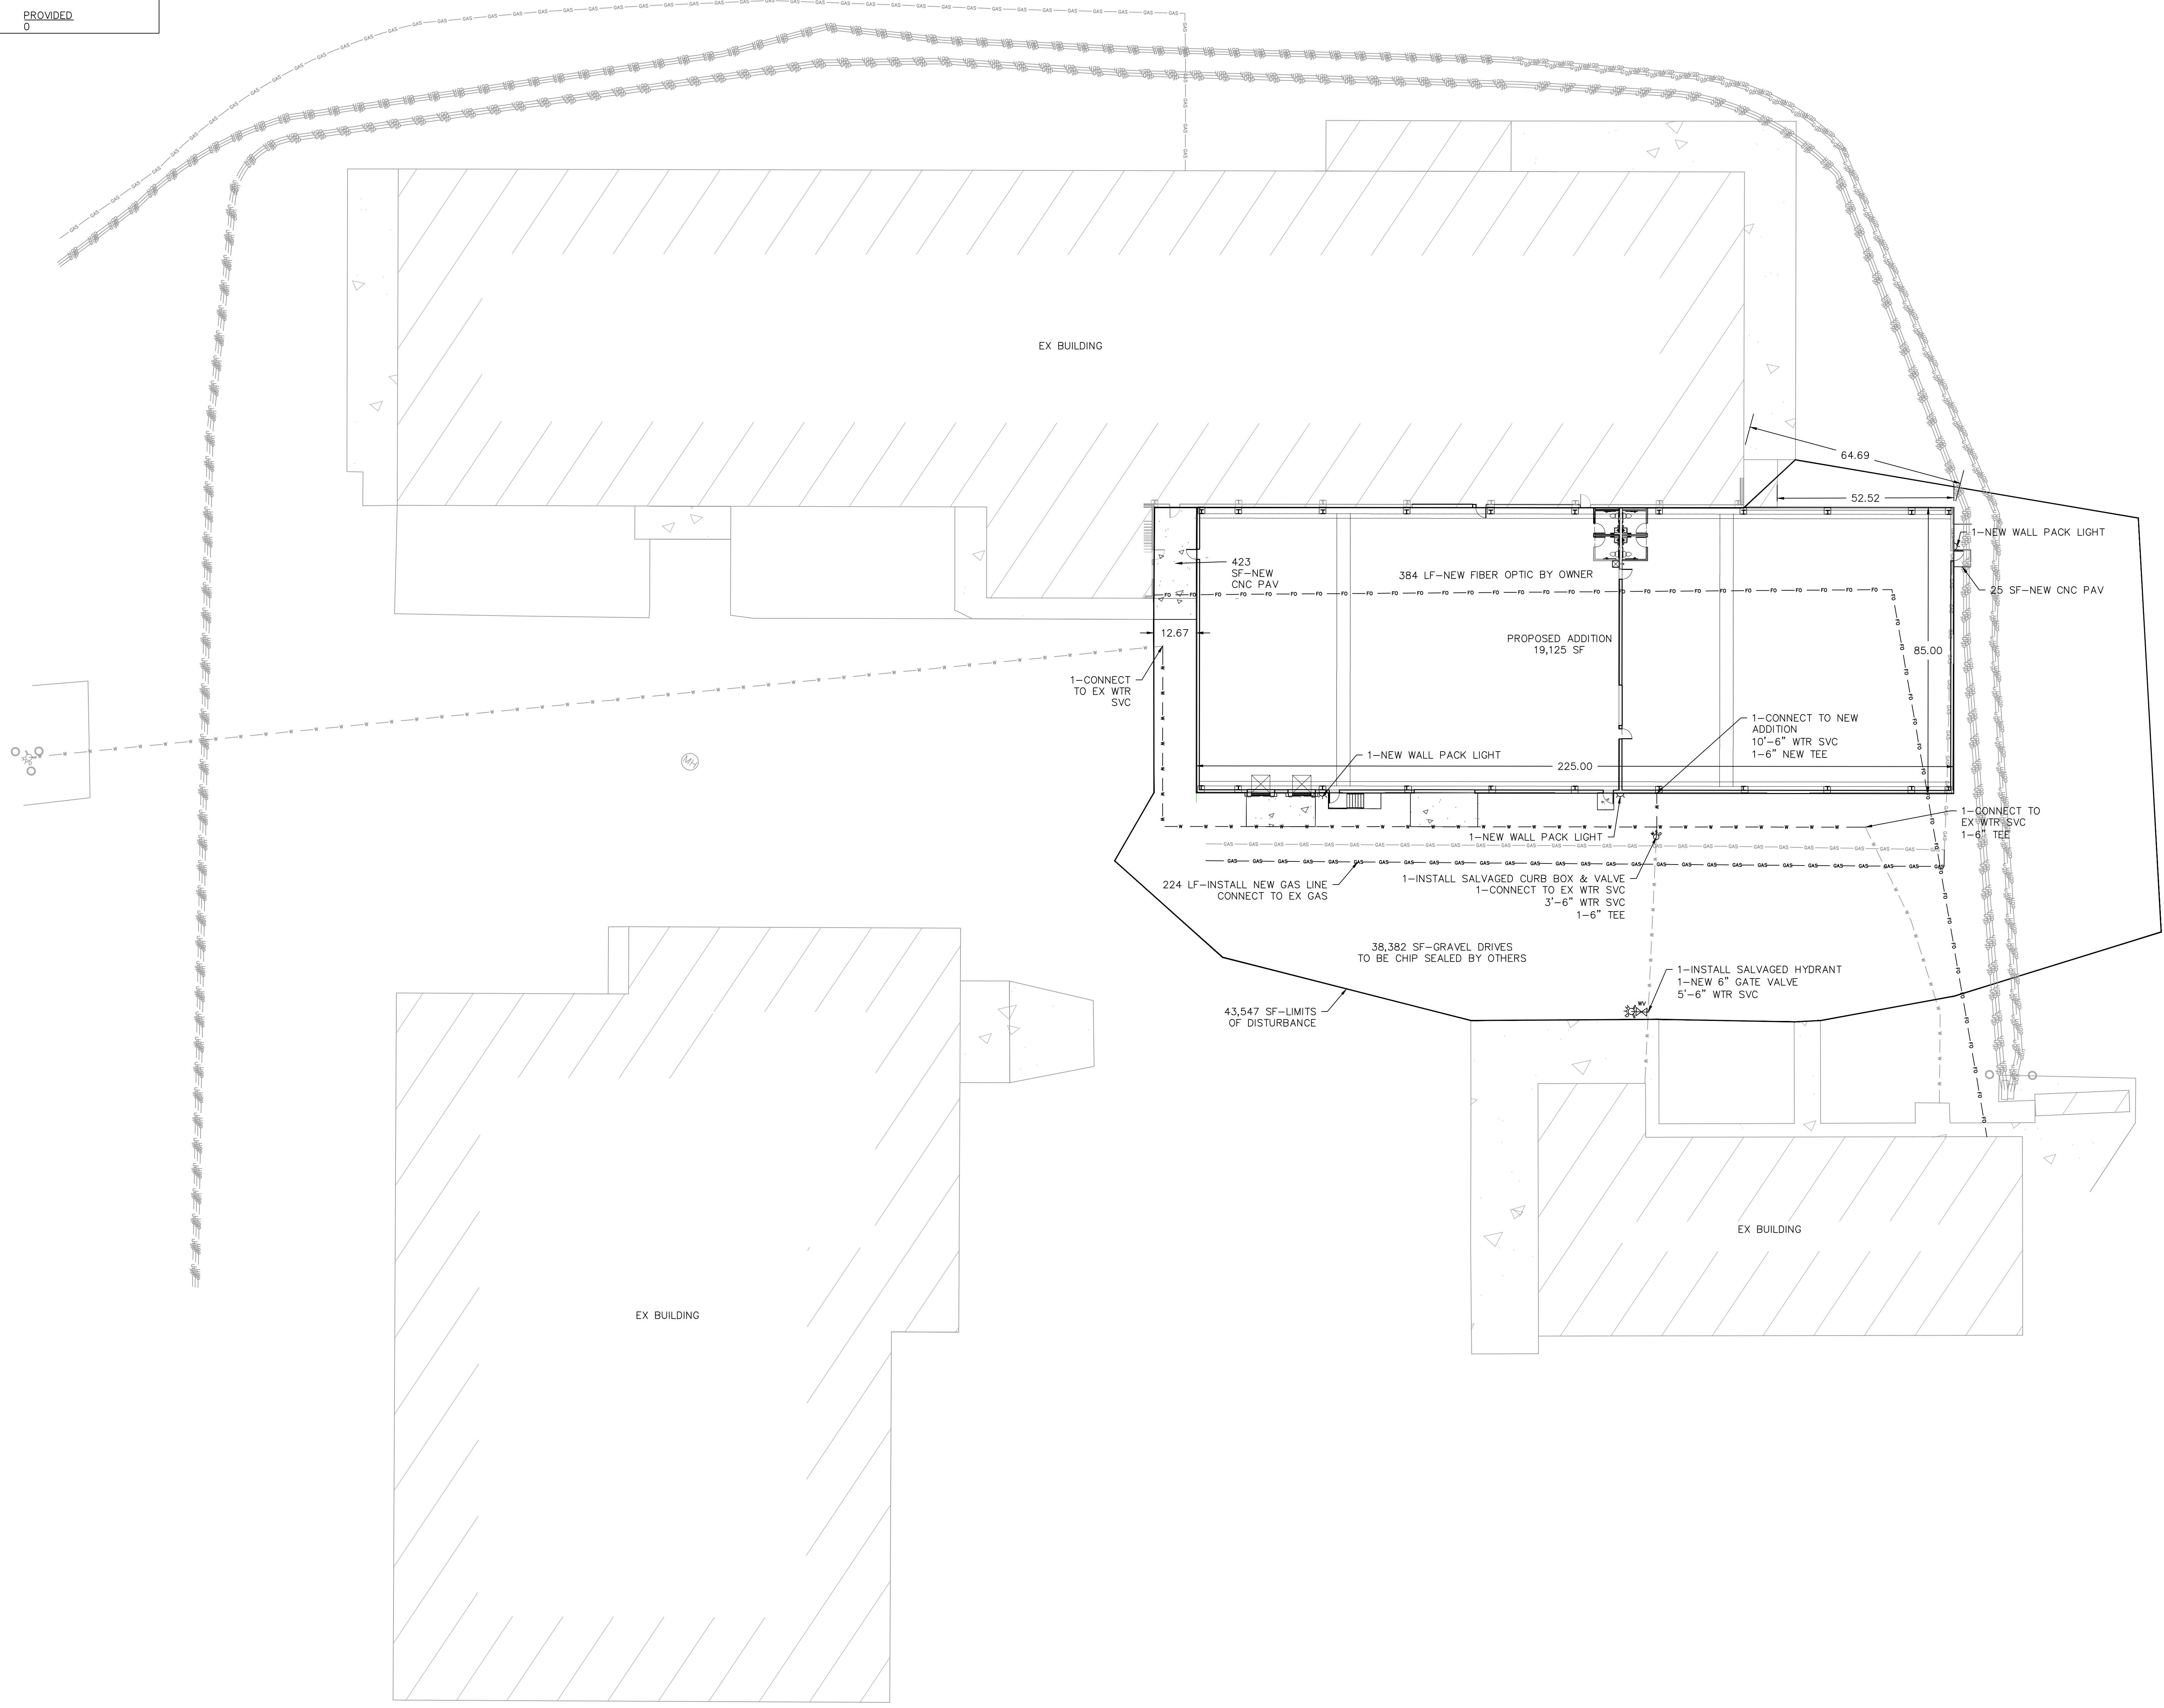 PROVIDED
0
EX BUILDING
64.69
52.52
1-NEW WALL PACK LIGHT
423
SF-NEW
CNC PAV
384 LF-NEW FIBER OPTIC BY OWNER
25 SF-NEW CNC PAV
12.67
PROPOSED ADDITION
19,125 SF
85.00
1-CONNECT
TO EX WTR
SVC
1-CONNECT TO NEW
ADDITION
10'-6" WTR SVC
1-6" NEW TEE
1-NEW WALL PACK LIGHT
225.00
MH
1-CONNECT TO
EX WTR SVC
1-6" TEE
1-NEW WALL PACK LIGHT
224 LF-INSTALL NEW GAS LINE
CONNECT TO EX GAS
1-INSTALL SALVAGED CURB BOX & VALVE
1-CONNECT TO EX WTR SVC
3'-6" WTR SVC
1-6" TEE
38,382 SF-GRAVEL DRIVES
TO BE CHIP SEALED BY OTHERS
1-INSTALL SALVAGED HYDRANT
1-NEW 6" GATE VALVE
5'-6" WTR SVC
WV
43,547 SF-LIMITS
OF DISTURBANCE
EX BUILDING
EX BUILDING
GAS
FO
W